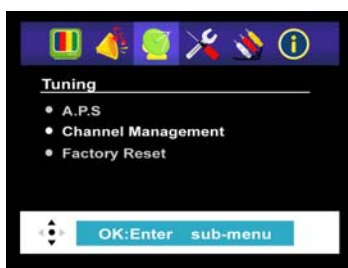 Tuning
A.P.S
Channel Management
Factory Reset
OK:Enter sub-menu